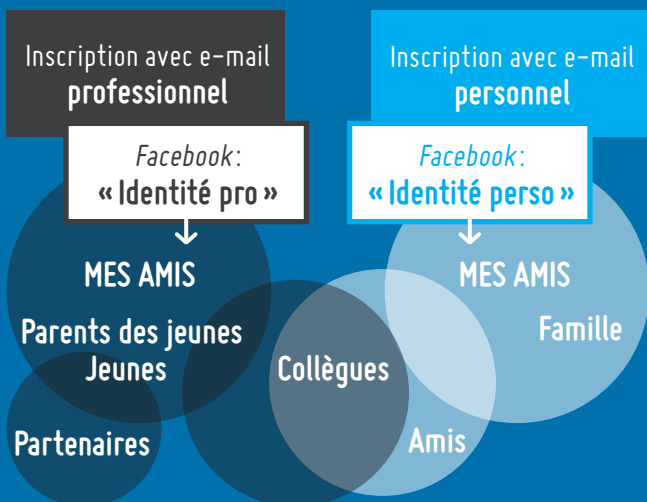 Inscription avec e-mail
professionnel
Facebook:
« Identité pro »
MES AMIS
Parents des jeunes
Jeunes
Partenaires
Collègues
Inscription avec e-mail
personnel
Facebook:
« Identité perso »
MES AMIS
Famille
Amis